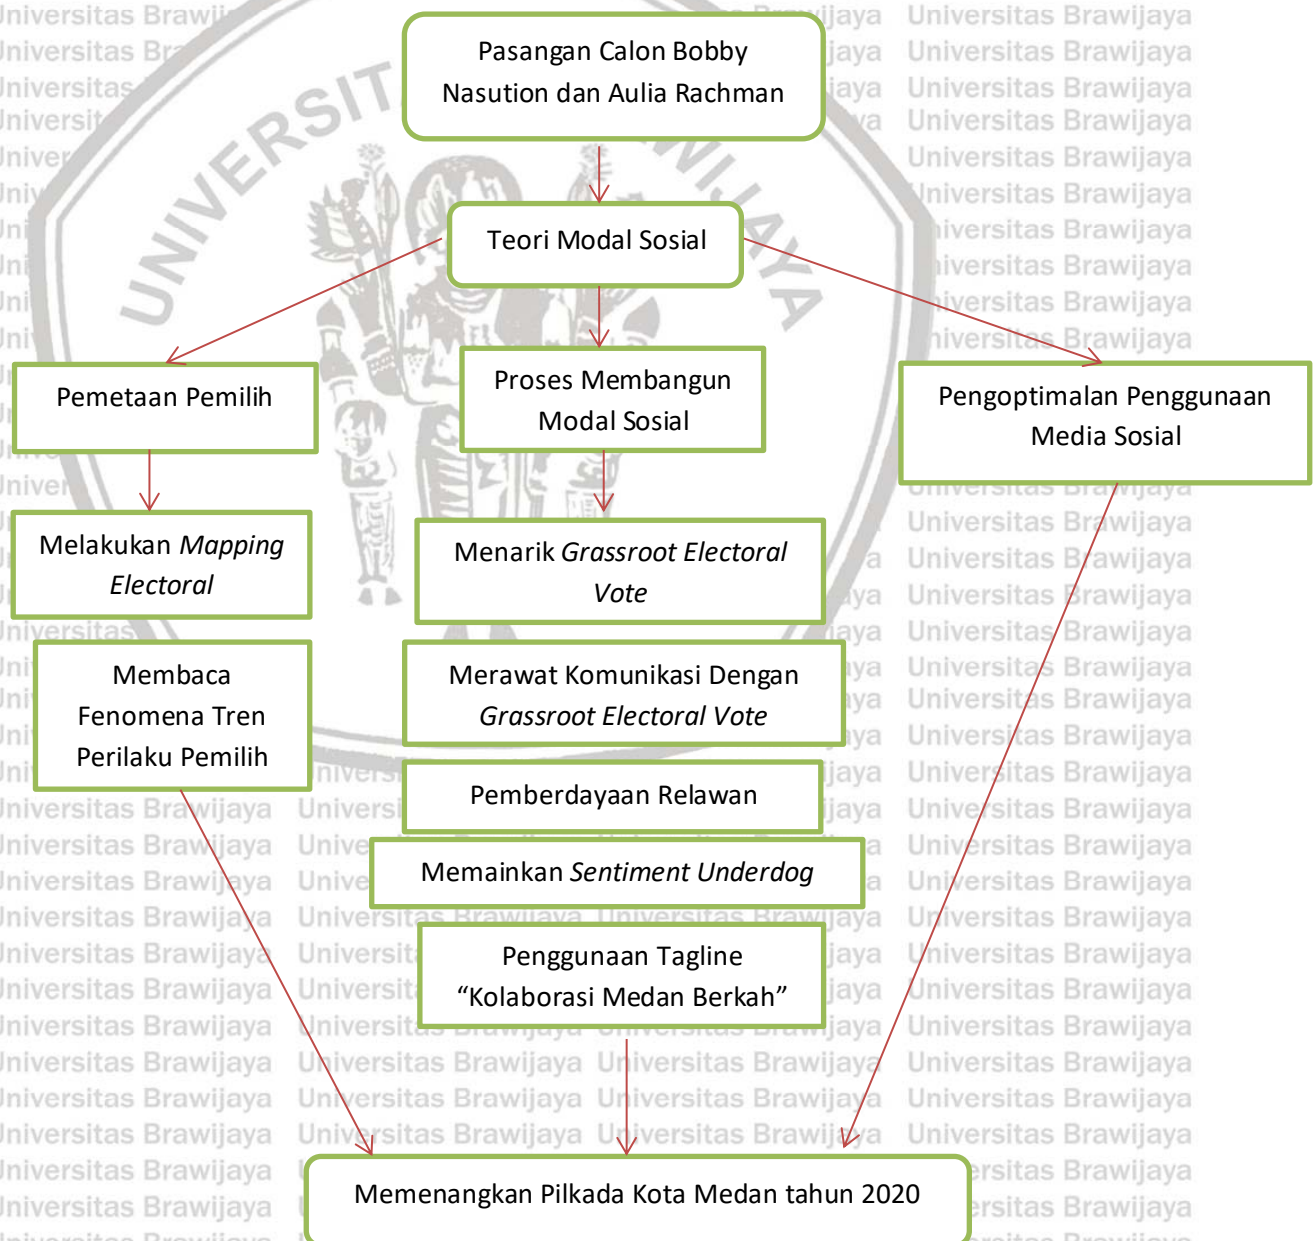 Pasangan Calon Bobby
Nasution dan Aulia Rachman
Teori Modal Sosial
Pemetaan Pemilih
Proses Membangun
Modal Sosial
Pengoptimalan Penggunaan
Media Sosial
Melakukan Mapping
Electoral
Menarik Grassroot Electoral
Vote
Membaca
Fenomena Tren
Perilaku Pemilih
Merawat Komunikasi Dengan
Grassroot Electoral Vote
Pemberdayaan Relawan
Memainkan Sentiment Underdog
Penggunaan Tagline
“Kolaborasi Medan Berkah”
Memenangkan Pilkada Kota Medan tahun 2020